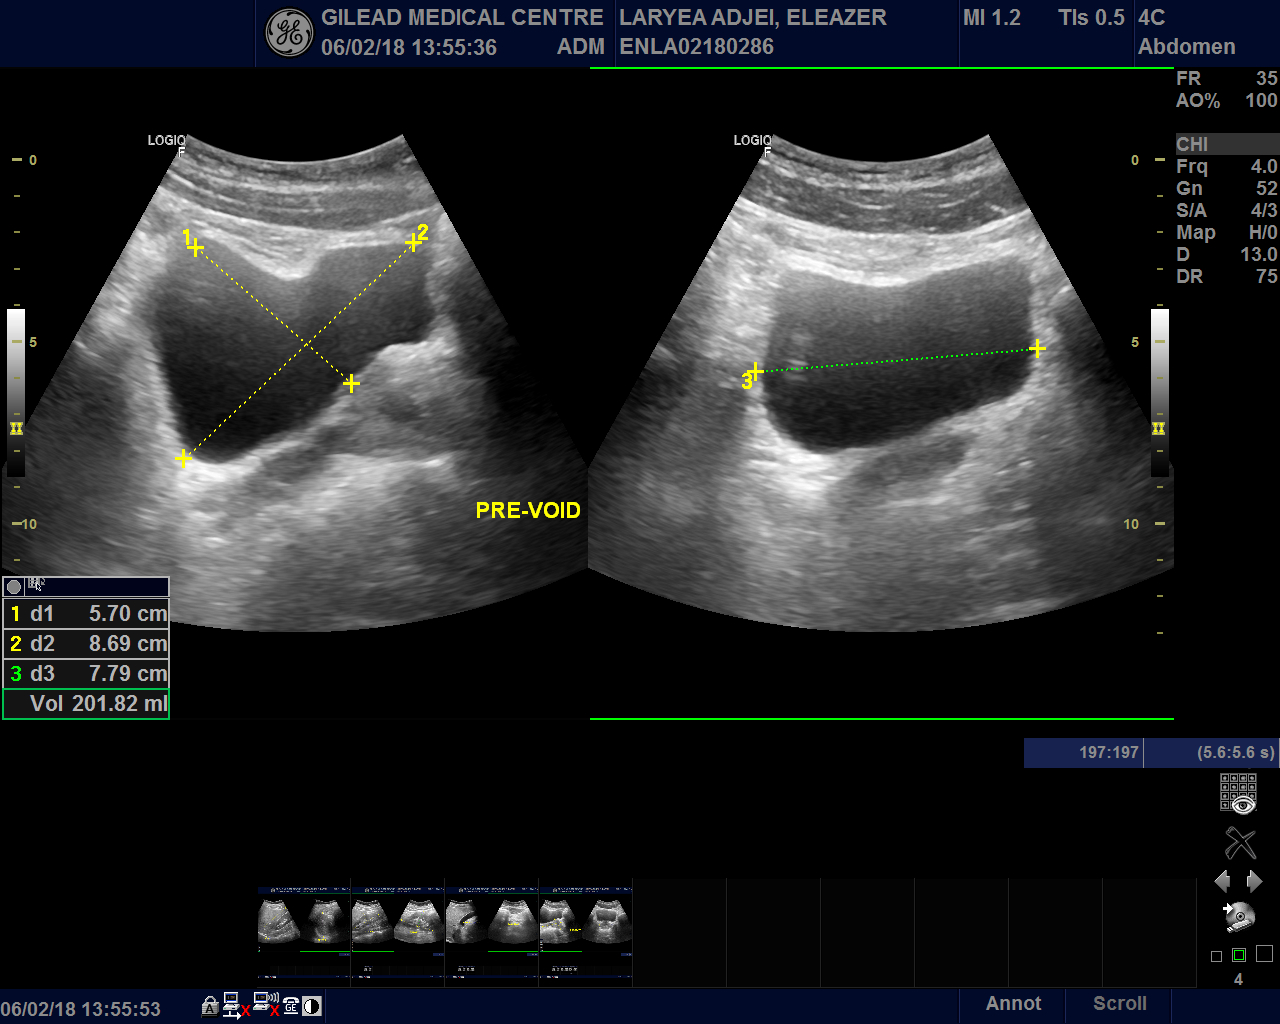 GILEAD MEDICAL CENTRE
06/02/18 13:55:36 ADM
LARYEA ADJEI, ELEAZER
ENLA02180286
MI 1.2 TIs 0.5
4C
Abdomen
FR 35
AO% 100
CHI
Frq 4.0
Gn 52
S/A 4/3
Map H/0
D 13.0
DR 75
LOGIQ
F
0
5
10
1
2
PRE-VOID
LOGIQ
F
0
5
10
3
1 d1 5.70 cm
2 d2 8.69 cm
3 d3 7.79 cm
Vol 201.82 ml
197:197 (5.6:5.6 s)
4
06/02/18 13:55:53
A
GE
Annot
Scroll